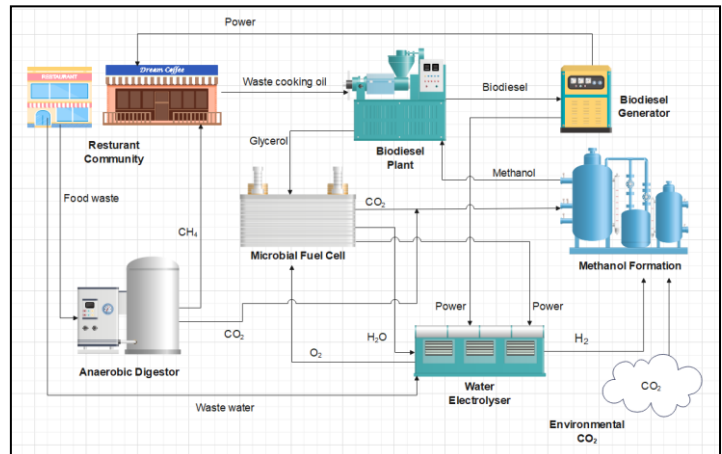 Power
RESTAURANT
Dream Coffee
Waste cooking oil
Biodiesel
Biodiesel
Generator
Resturant
Community
Glycerol
Biodiesel
Plant
Methanol
Food waste
CH₄
CO₂
Microbial Fuel Cell
Methanol Formation
Power
Power
CO₂
H₂O
O₂
H₂
Anaerobic Digestor
Water
Electrolyser
CO₂
Waste water
Environmental
CO₂